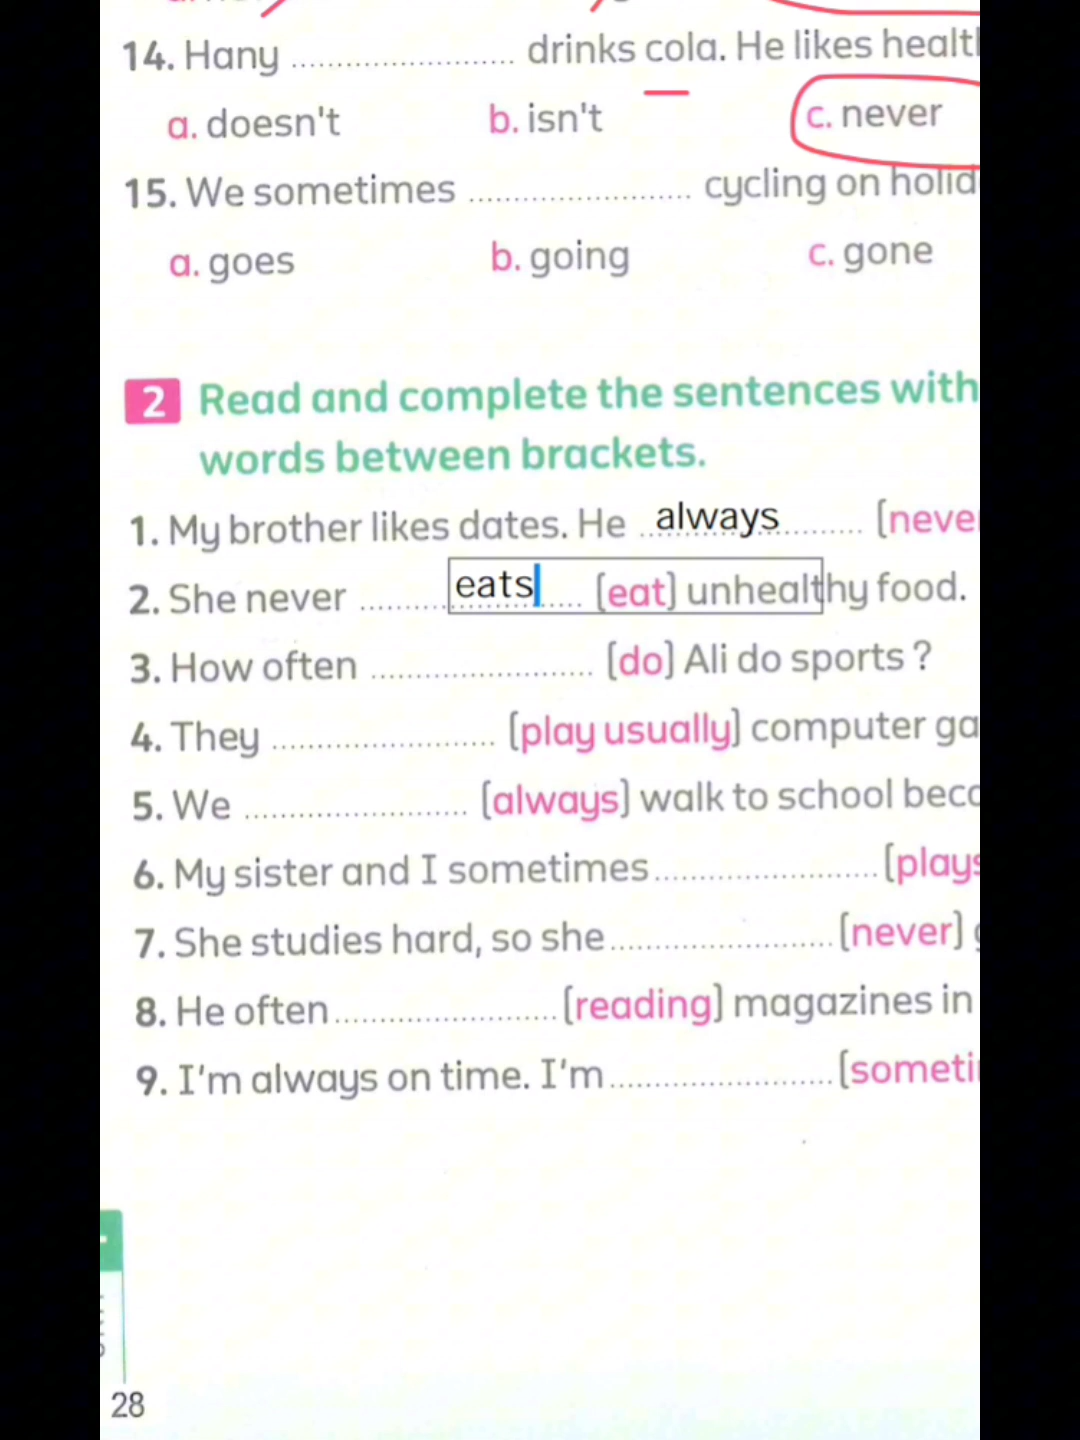 14. Hany ........................ drinks cola. He likes healt
a. doesn't b. isn't c. never
15. We sometimes ........................ cycling on holid
a. goes b. going c. gone
2 Read and complete the sentences with
words between brackets.
1. My brother likes dates. He always ........ (neve
2. She never ........ eats .... (eat) unhealthy food.
3. How often ........................ (do) Ali do sports ?
4. They ........................ (play usually) computer ga
5. We ........................ (always) walk to school bec
6. My sister and I sometimes ........................ (plays
7. She studies hard, so she ........................ (never)
8. He often ........................ (reading) magazines in
9. I'm always on time. I'm ........................ (someti
28